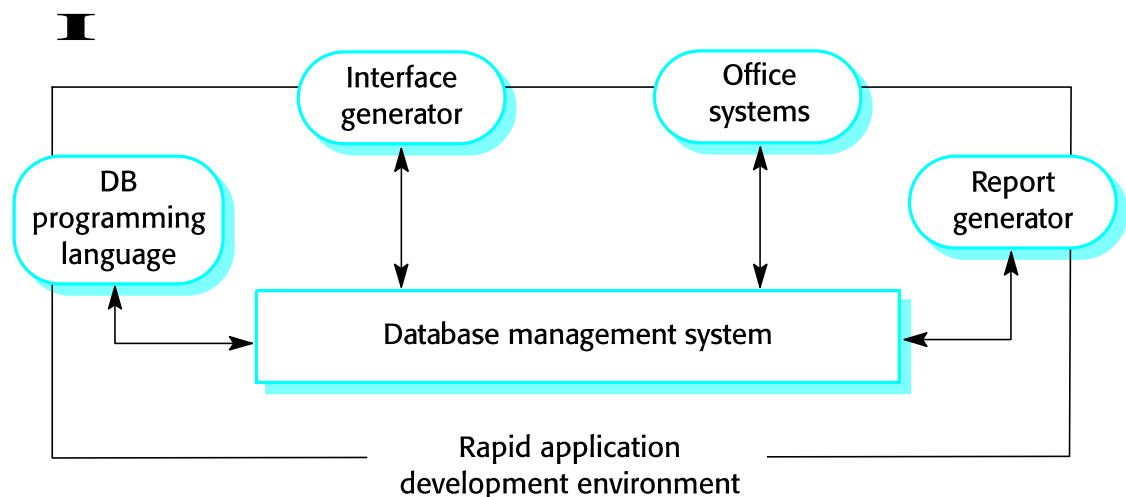 I
Interface
generator
Office
systems
DB
programming
language
Report
generator
Database management system
Rapid application
development environment